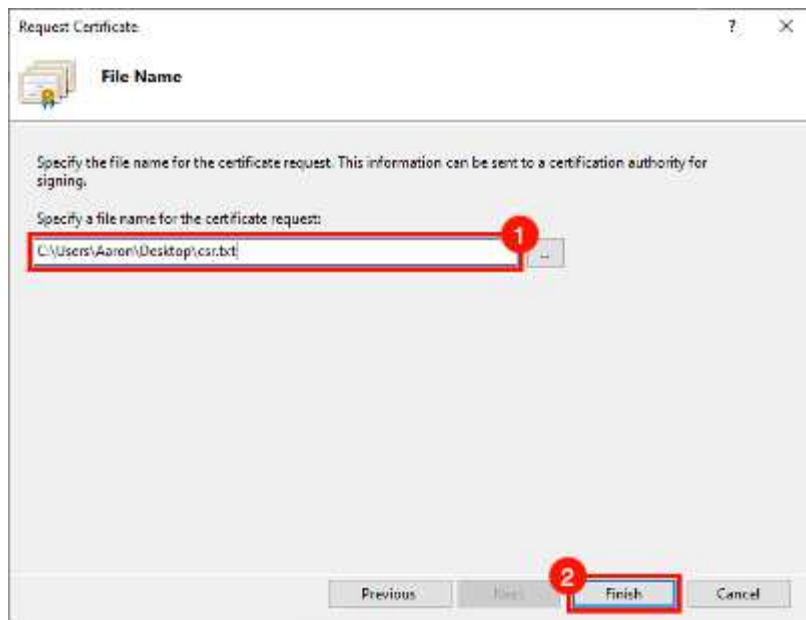 Request Certificate
?
File Name
Specify the file name for the certificate request. This information can be sent to a certification authority for
signing.
Specify a file name for the certificate request:
1
C:\Users\Aaron\Desktop\csr.txt
...
2
Previous
Next
Finish
Cancel